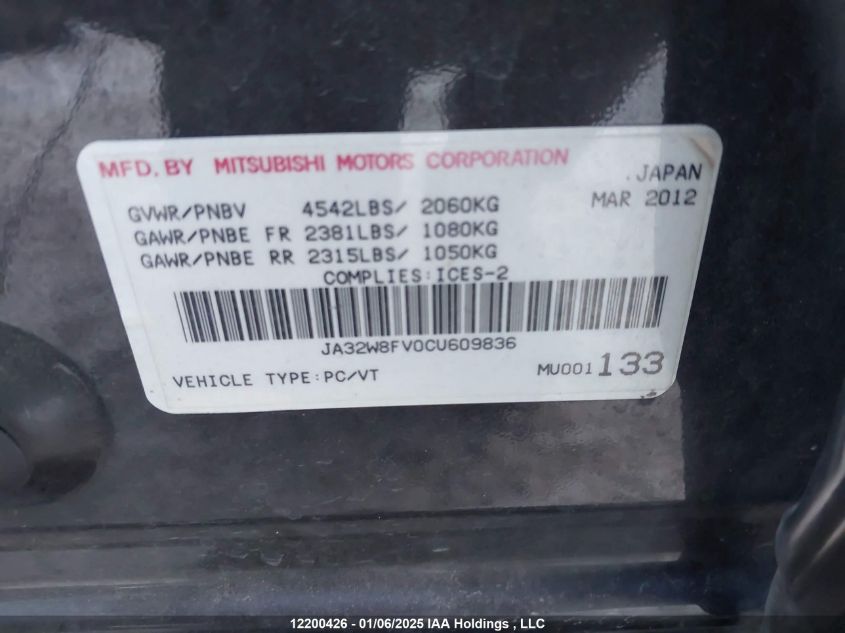 MFD. BY MITSUBISHI MOTORS CORPORATION
.JAPAN
GVWR/PNBV 4542LBS/ 2060KG MAR 2012
GAWR/PNBE FR 2381LBS/ 1080KG
GAWR/PNBE RR 2315LBS/ 1050KG
COMPLIES:ICES-2
JA32W8FV0CU609836
VEHICLE TYPE:PC/VT MU001133
12200426 - 01/06/2025 IAA Holdings , LLC